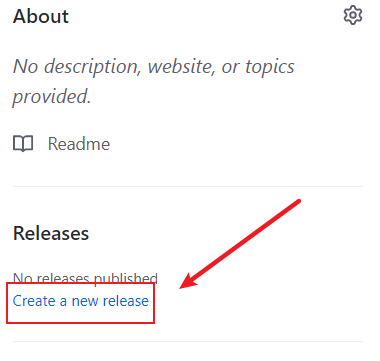 About
No description, website, or topics
provided.
Readme
Releases
No releases published
Create a new release